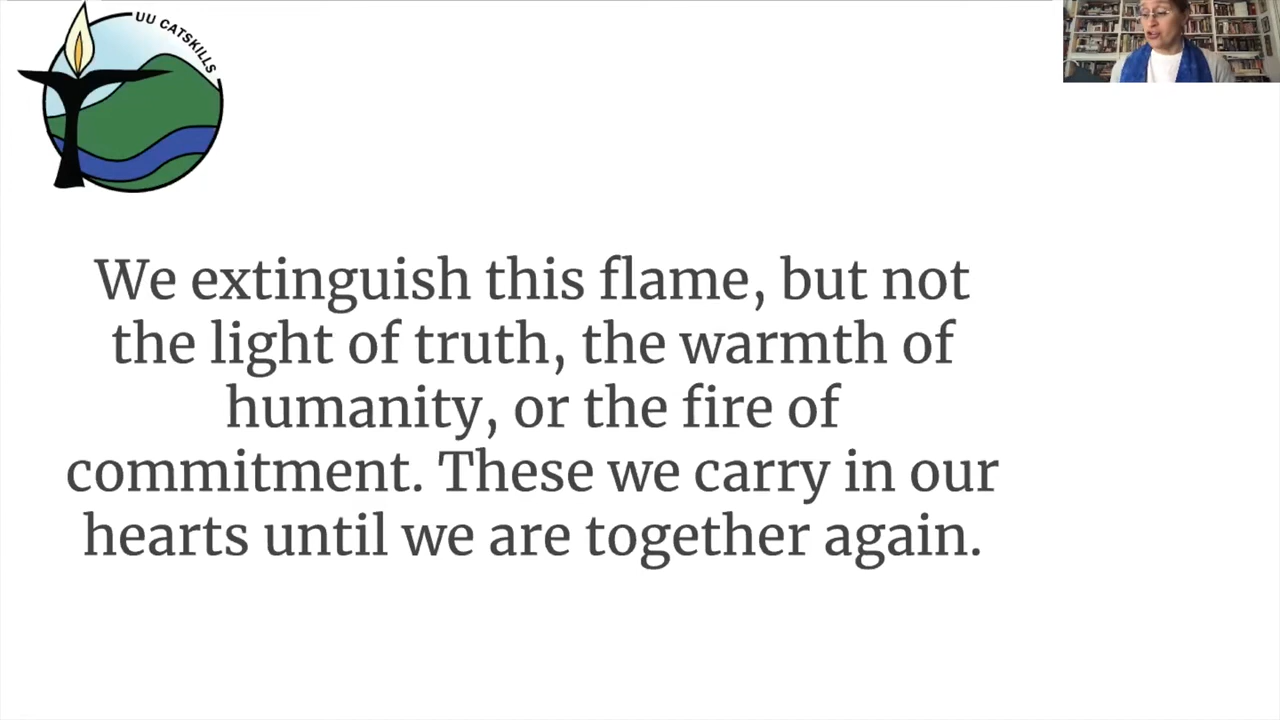 UU CATSKILLS
We extinguish this flame, but not
the light of truth, the warmth of
humanity, or the fire of
commitment. These we carry in our
hearts until we are together again.